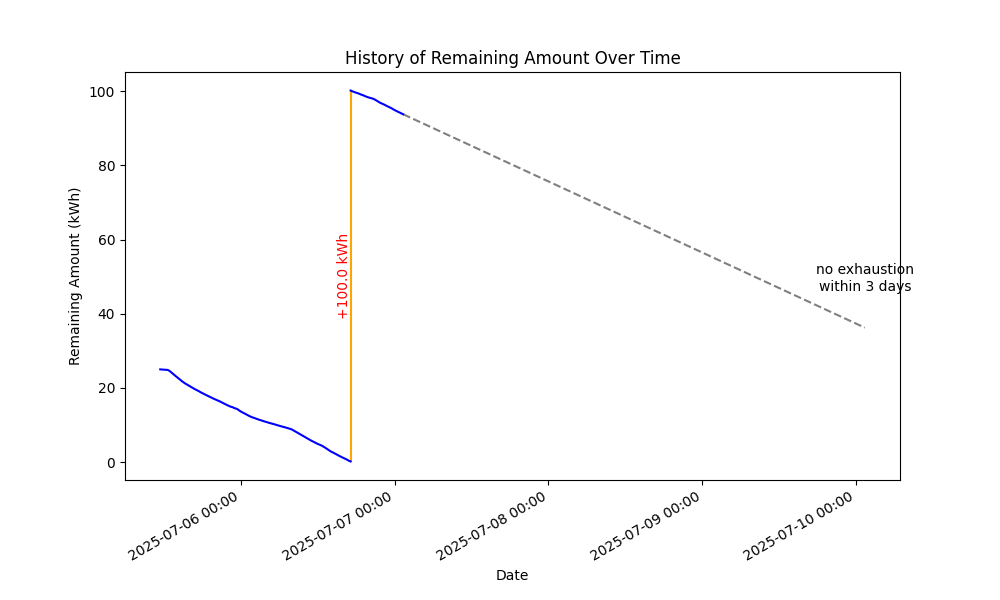 History of Remaining Amount Over Time
Remaining Amount (kWh)
100
80
60
40
20
0
+100.0 kWh
no exhaustion
within 3 days
2025-07-06 00:00
2025-07-07 00:00
2025-07-08 00:00
2025-07-09 00:00
2025-07-10 00:00
Date